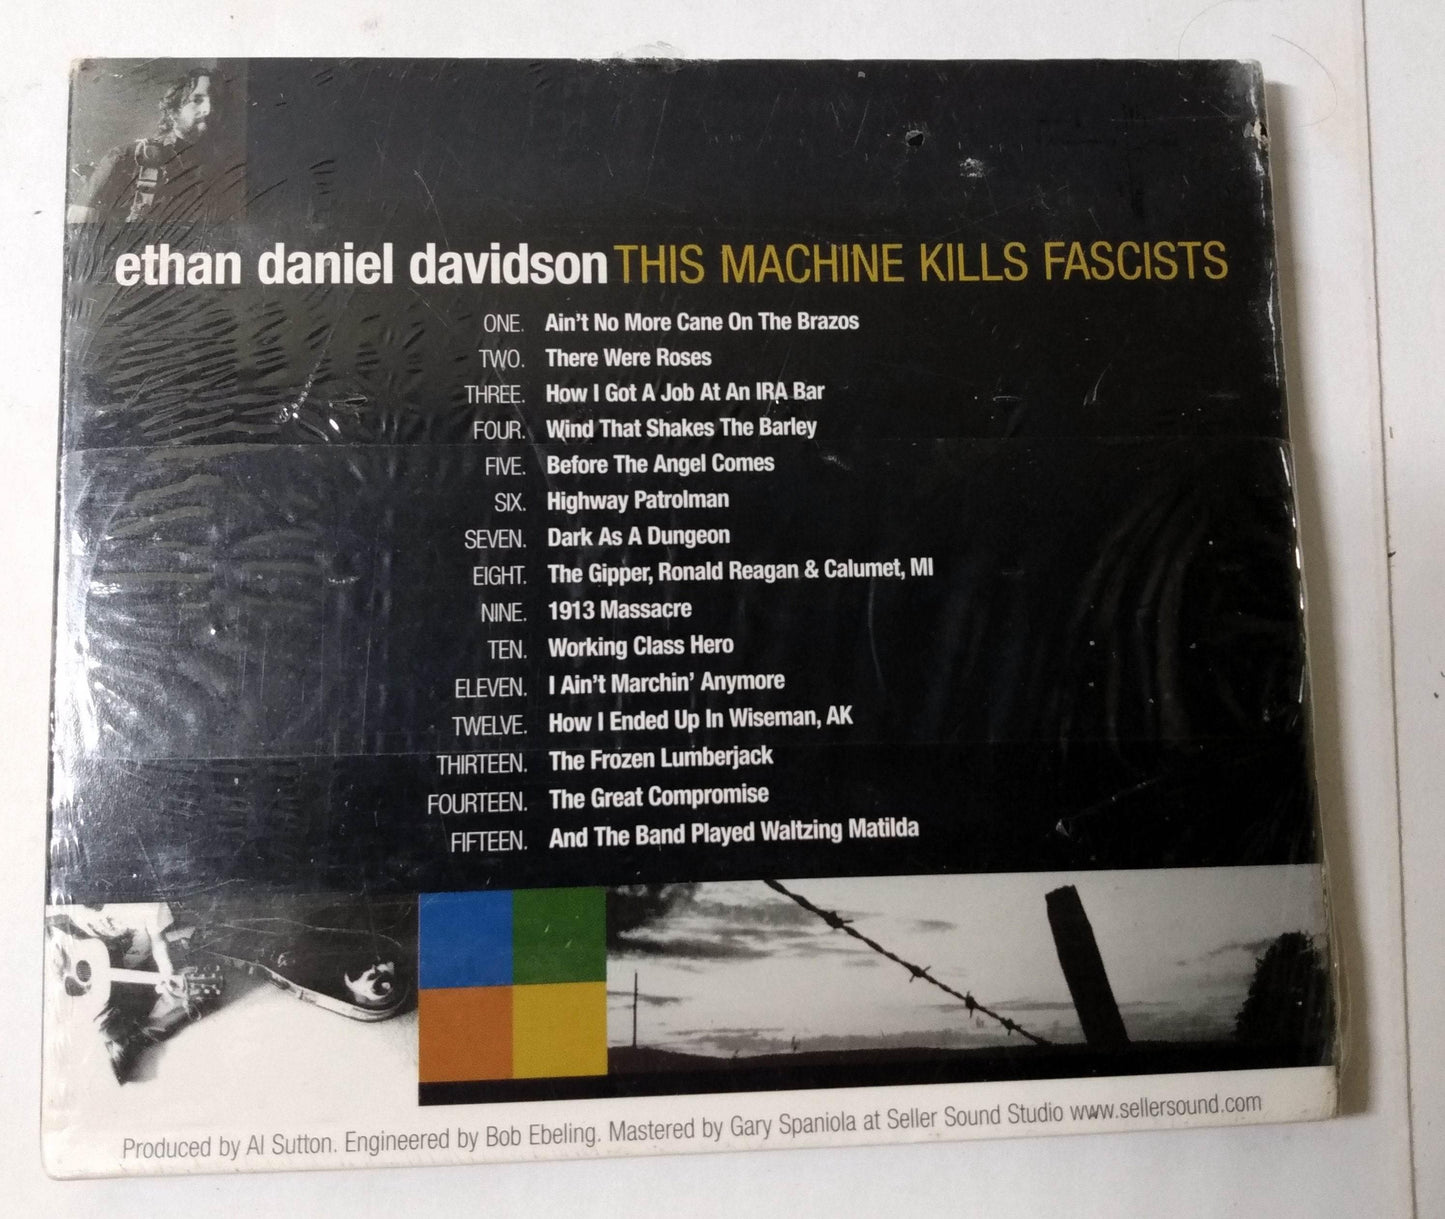 ethan daniel davidson THIS MACHINE KILLS FASCISTS
ONE. Ain't No More Cane On The Brazos
TWO. There Were Roses
THREE. How I Got A Job At An IRA Bar
FOUR. Wind That Shakes The Barley
FIVE. Before The Angel Comes
SIX. Highway Patrolman
SEVEN. Dark As A Dungeon
EIGHT. The Gipper, Ronald Reagan & Calumet, MI
NINE. 1913 Massacre
TEN. Working Class Hero
ELEVEN. I Ain't Marchin' Anymore
TWELVE. How I Ended Up In Wiseman, AK
THIRTEEN. The Frozen Lumberjack
FOURTEEN. The Great Compromise
FIFTEEN. And The Band Played Waltzing Matilda
Produced by Al Sutton. Engineered by Bob Ebeling. Mastered by Gary Spaniola at Seller Sound Studio www.sellersound.com